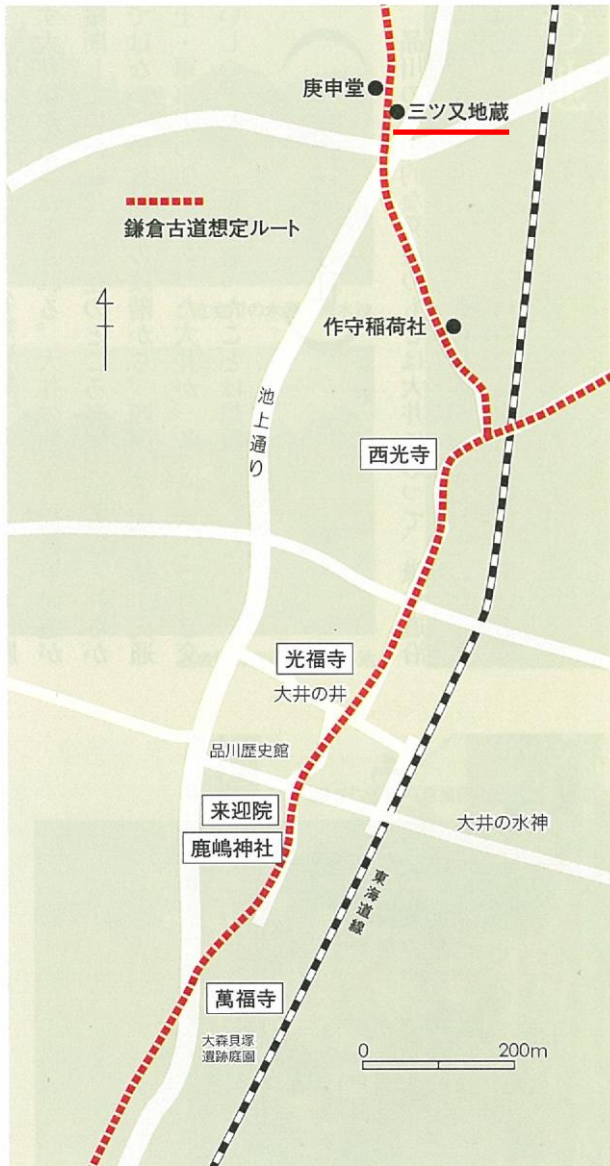 庚申堂
三ツ又地蔵
鎌倉古道想定ルート
4
作守稲荷社
池上通り
西光寺
光福寺
大井の井
品川歴史館
来迎院
大井の水神
鹿嶋神社
東海道線
萬福寺
大森貝塚
遺跡庭園
0 200m